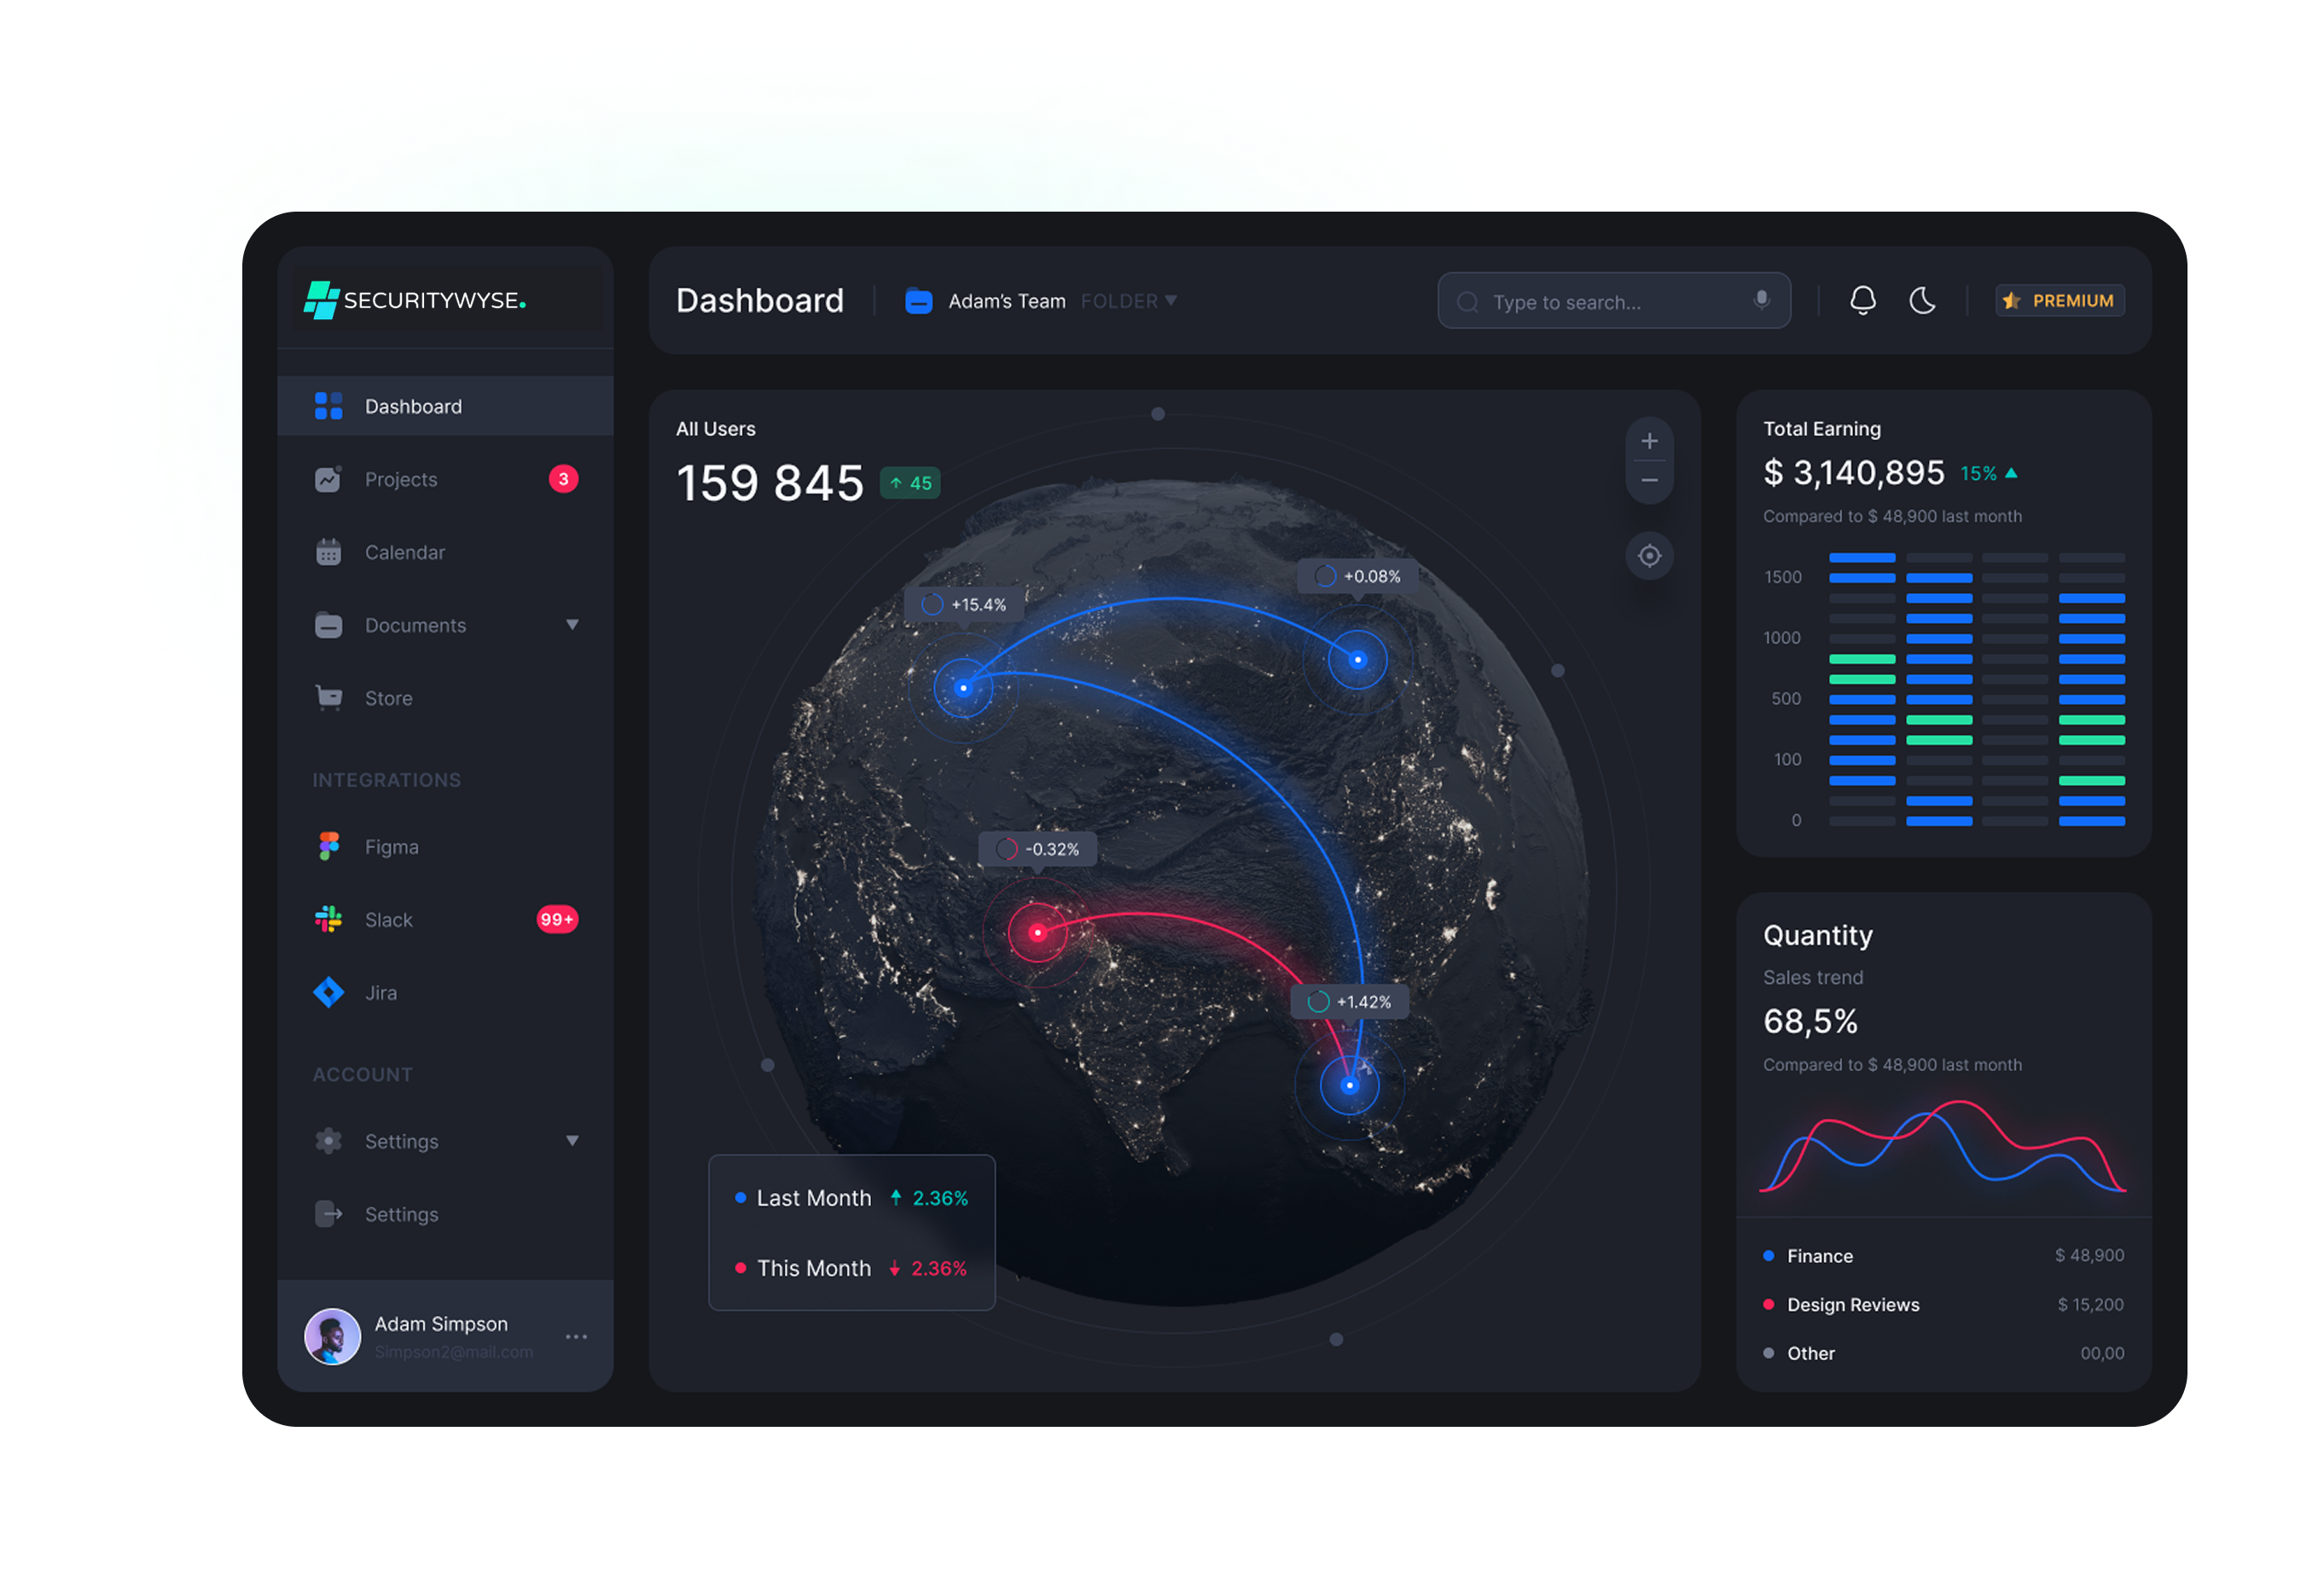 SECURITYWYSE.
Dashboard
Projects
3
Calendar
Documents
Store
INTEGRATIONS
Figma
Slack
99+
Jira
ACCOUNT
Settings
Settings
Adam Simpson
Simpson2@mail.com
Dashboard
Adam's Team
FOLDER
Type to search...
PREMIUM
All Users
159 845
45
+15.4%
+0.08%
-0.32%
+1.42%
Last Month
2.36%
This Month
2.36%
Total Earning
$ 3,140,895
15%
Compared to $ 48,900 last month
1500
1000
500
100
0
Quantity
Sales trend
68,5%
Compared to $ 48,900 last month
Finance
$ 48,900
Design Reviews
$ 15,200
Other
00,00